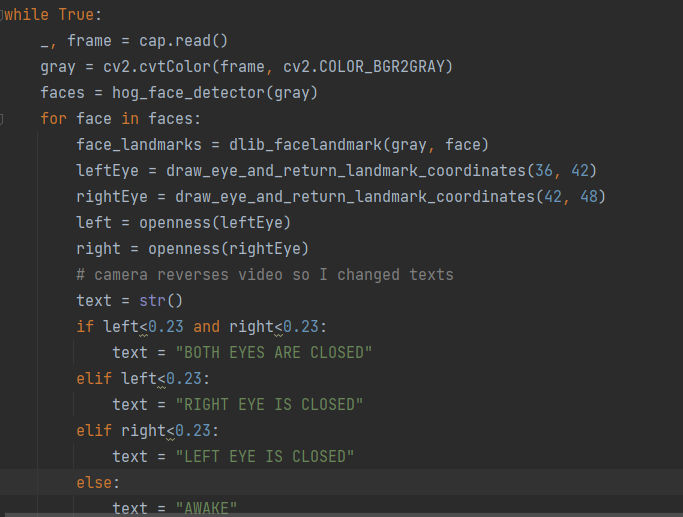 while True:
    _, frame = cap.read()
    gray = cv2.cvtColor(frame, cv2.COLOR_BGR2GRAY)
    faces = hog_face_detector(gray)
    for face in faces:
        face_landmarks = dlib_facelandmark(gray, face)
        leftEye = draw_eye_and_return_landmark_coordinates(36, 42)
        rightEye = draw_eye_and_return_landmark_coordinates(42, 48)
        left = openness(leftEye)
        right = openness(rightEye)
        # camera reverses video so I changed texts
        text = str()
        if left<0.23 and right<0.23:
            text = "BOTH EYES ARE CLOSED"
        elif left<0.23:
            text = "RIGHT EYE IS CLOSED"
        elif right<0.23:
            text = "LEFT EYE IS CLOSED"
        else:
            text = "AWAKE"